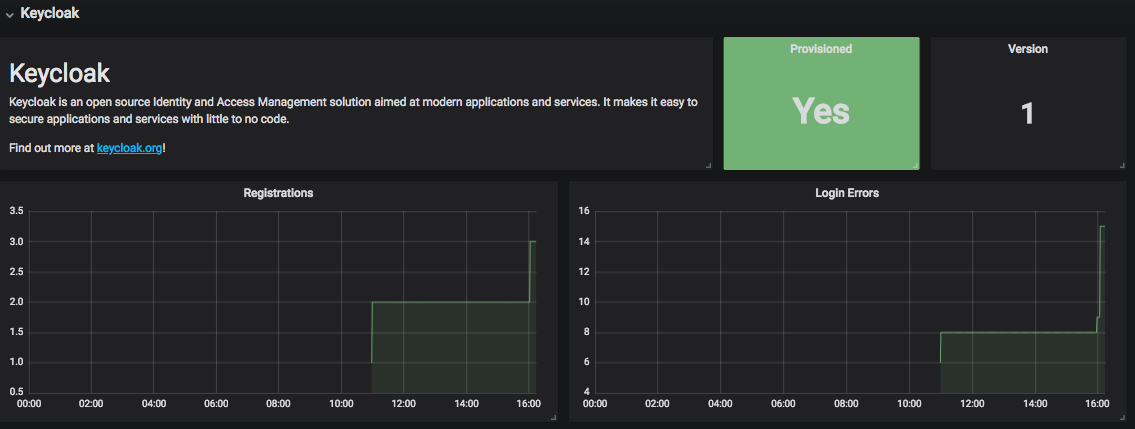 Keycloak
Keycloak
Keycloak is an open source Identity and Access Management solution aimed at modern applications and services. It makes it easy to
secure applications and services with little to no code.
Find out more at keycloak.org!
Provisioned
Yes
Version
1
Registrations
3.5
3.0
2.5
2.0
1.5
1.0
0.5
00:00 02:00 04:00 06:00 08:00 10:00 12:00 14:00 16:00
Login Errors
16
14
12
10
8
6
4
00:00 02:00 04:00 06:00 08:00 10:00 12:00 14:00 16:00